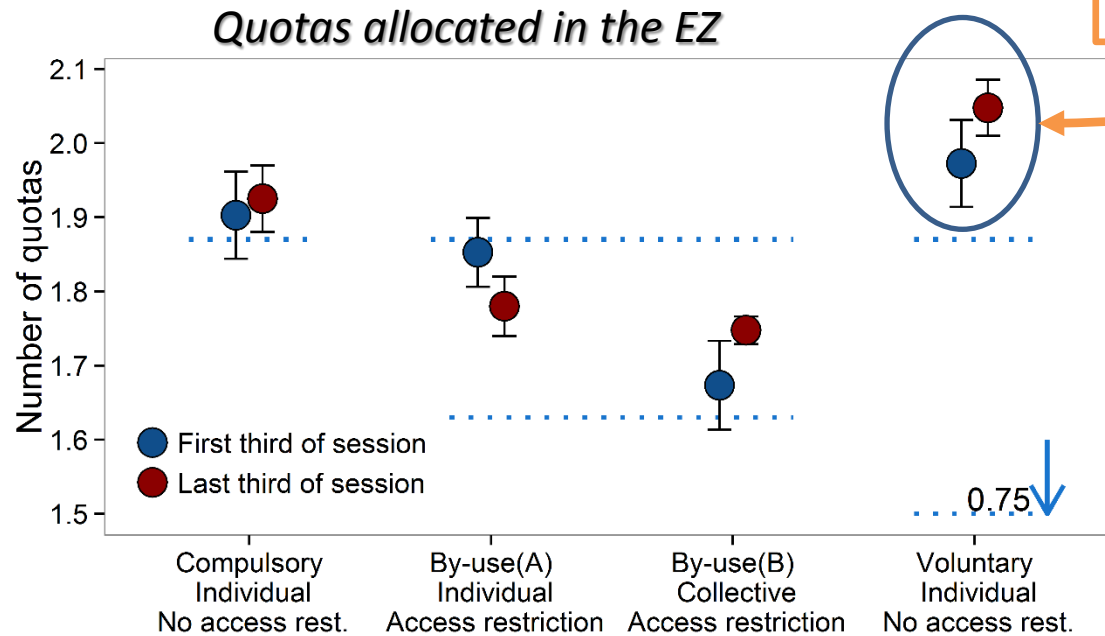 Quotas allocated in the EZ
Number of quotas
2.1
2.0
1.9
1.8
1.7
1.6
1.5
First third of session
Last third of session
0.75
Compulsory
Individual
No access rest.
By-use(A)
Individual
Access restriction
By-use(B)
Collective
Access restriction
Voluntary
Individual
No access rest.